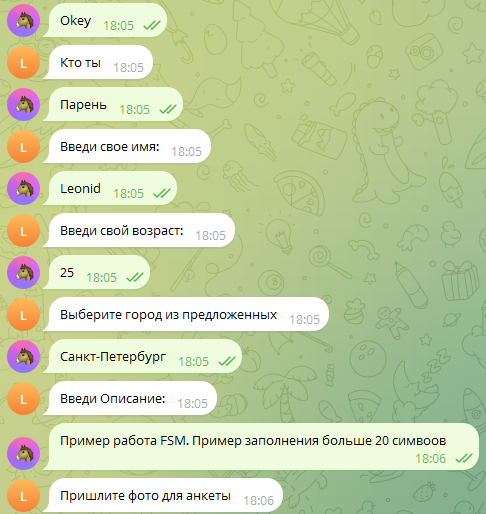 Okey 18:05
L Кто ты 18:05
Парень 18:05
L Введи свое имя: 18:05
Leonid 18:05
L Введи свой возраст: 18:05
25 18:05
L Выберите город из предложенных 18:05
Санкт-Петербург 18:05
L Введи Описание: 18:05
Пример работа FSM. Пример заполнения больше 20 симвоов
18:06
L Пришлите фото для анкеты 18:06